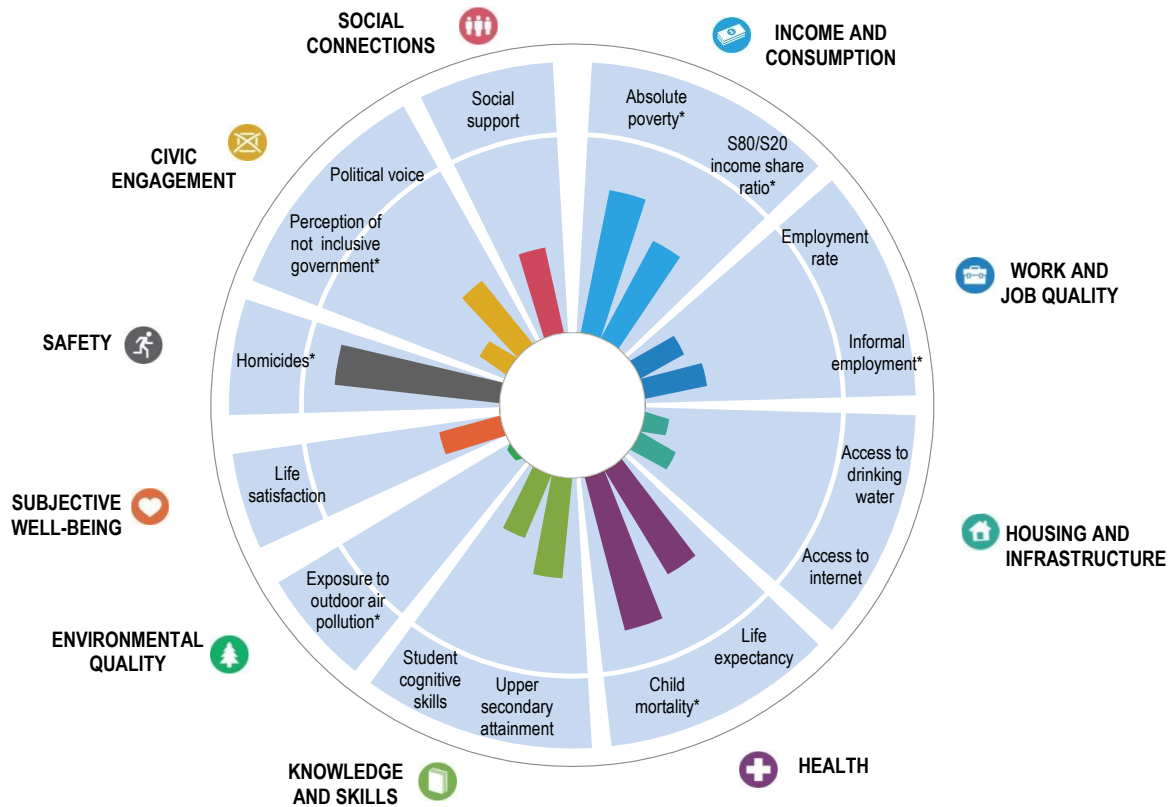 SOCIAL
CONNECTIONS
INCOME AND
CONSUMPTION
Social
support
Absolute
poverty*
S80/S20
income share
ratio*
CIVIC
ENGAGEMENT
Political voice
Perception of
not inclusive
government*
Employment
rate
WORK AND
JOB QUALITY
Informal
employment*
SAFETY
Homicides*
Access to
drinking
water
Life
satisfaction
SUBJECTIVE
WELL-BEING
HOUSING AND
INFRASTRUCTURE
Access to
internet
Exposure to
outdoor air
pollution*
ENVIRONMENTAL
QUALITY
Student
cognitive
skills
Upper
secondary
attainment
Child
mortality*
Life
expectancy
KNOWLEDGE
AND SKILLS
HEALTH